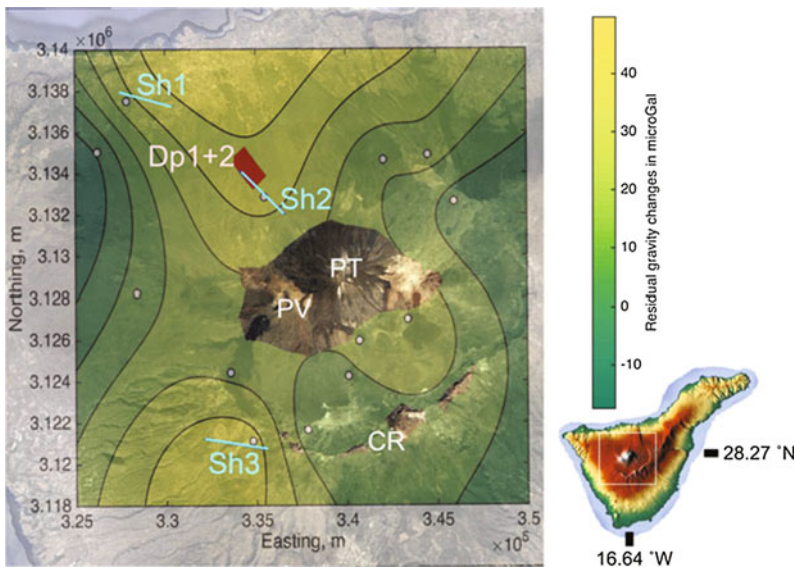 ×10⁶
3.14
3.138
3.136
3.134
3.132
3.13
3.128
3.126
3.124
3.122
3.12
3.118
Northing, m
Sh1
Dp1+2
Sh2
PT
PV
CR
Sh3
3.25
3.3
3.35
3.4
3.45
3.5
Easting, m
×10⁵
40
30
20
10
0
-10
Residual gravity changes in microGal
28.27 °N
16.64 °W